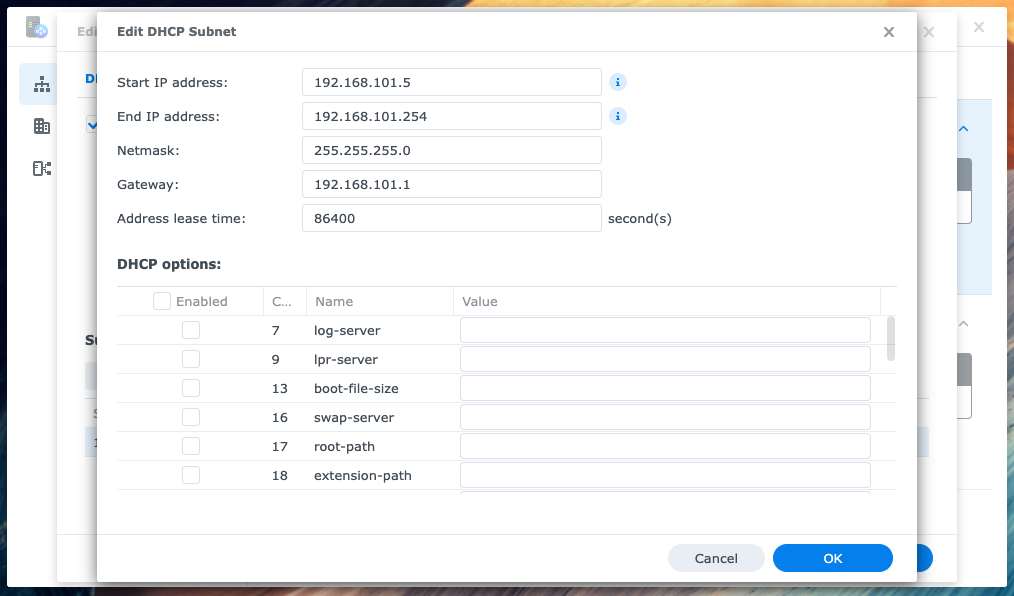 Edit DHCP Subnet
Start IP address: 192.168.101.5
End IP address: 192.168.101.254
Netmask: 255.255.255.0
Gateway: 192.168.101.1
Address lease time: 86400 second(s)
DHCP options:
Enabled C... Name Value
7 log-server
9 lpr-server
13 boot-file-size
16 swap-server
17 root-path
18 extension-path
Cancel OK